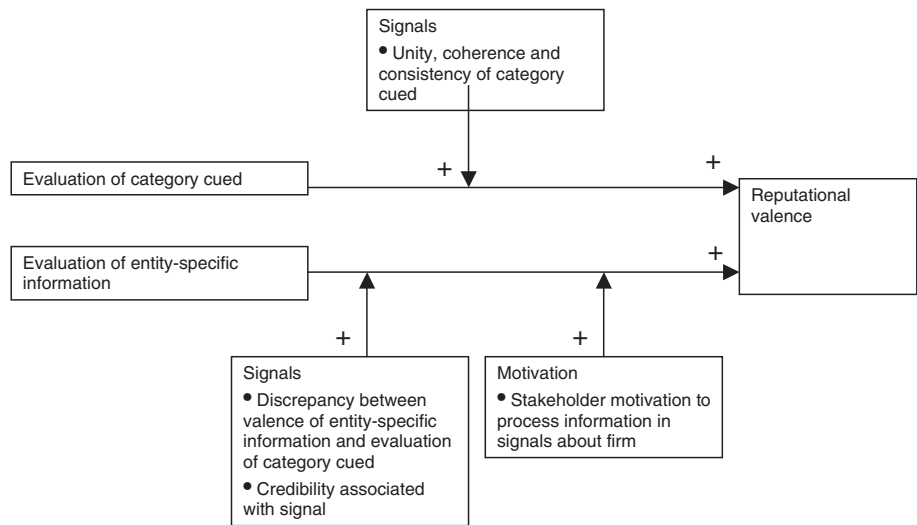 Signals
• Unity, coherence and
consistency of category
cued
+
+
Evaluation of category cued
Reputational
valence
+
Evaluation of entity-specific
information
+
+
Signals
• Discrepancy between
valence of entity-specific
information and evaluation
of category cued
• Credibility associated
with signal
Motivation
• Stakeholder motivation to
process information in
signals about firm